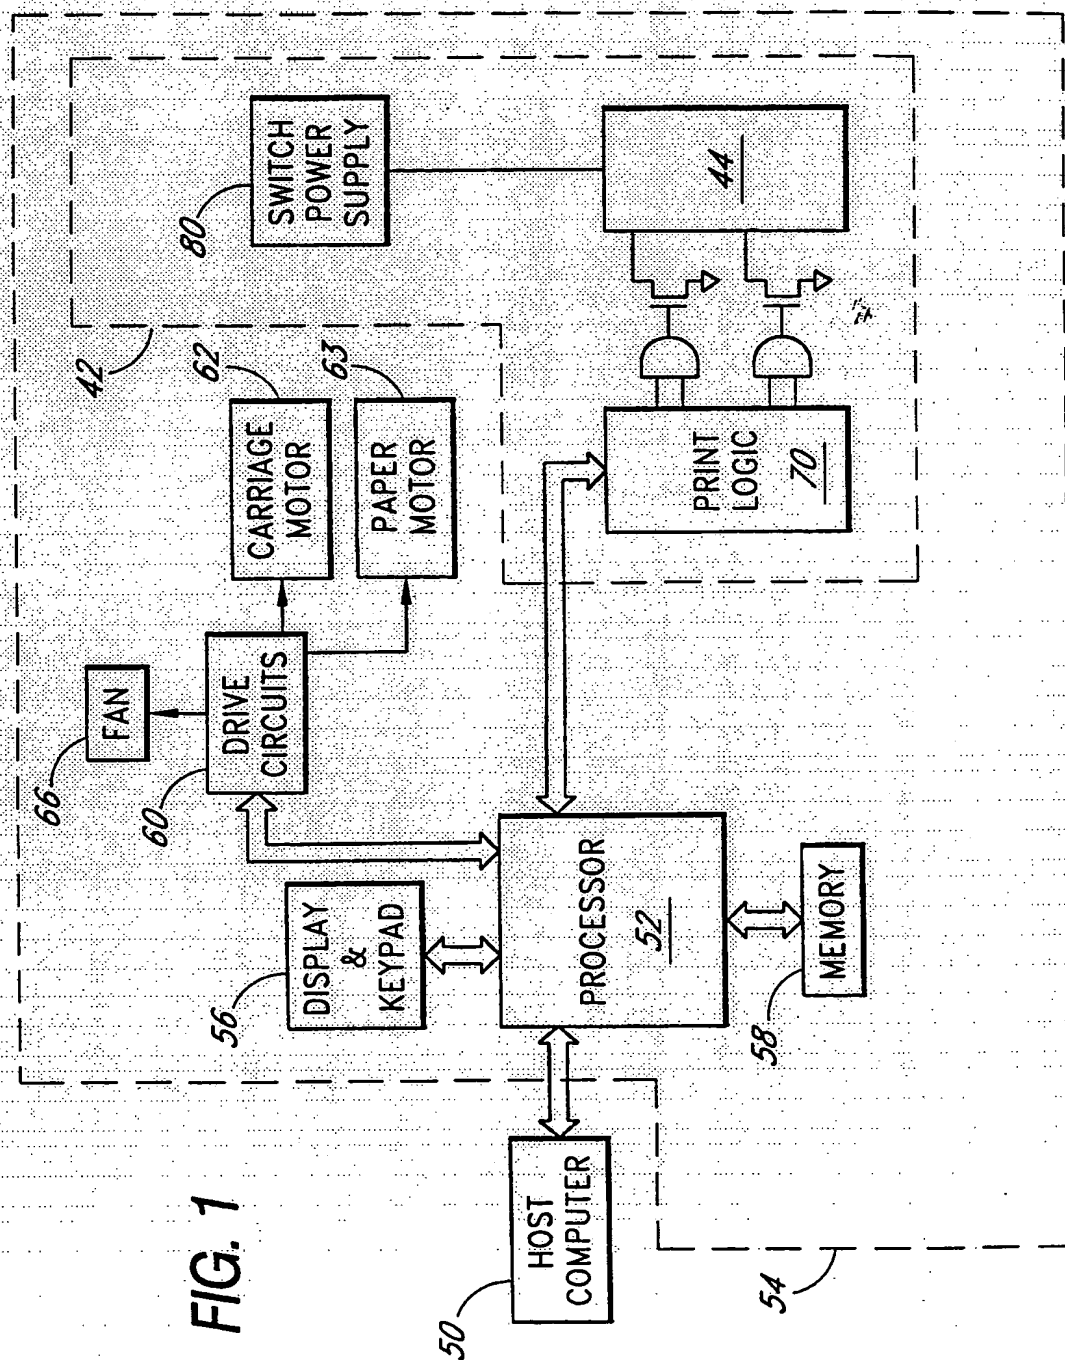 FIG. 1
50
HOST
COMPUTER
54
56
DISPLAY
&
KEYPAD
PROCESSOR
52
58
MEMORY
66
FAN
60
DRIVE
CIRCUITS
62
CARRIAGE
MOTOR
63
PAPER
MOTOR
42
80
SWITCH
POWER
SUPPLY
44
PRINT
LOGIC
70